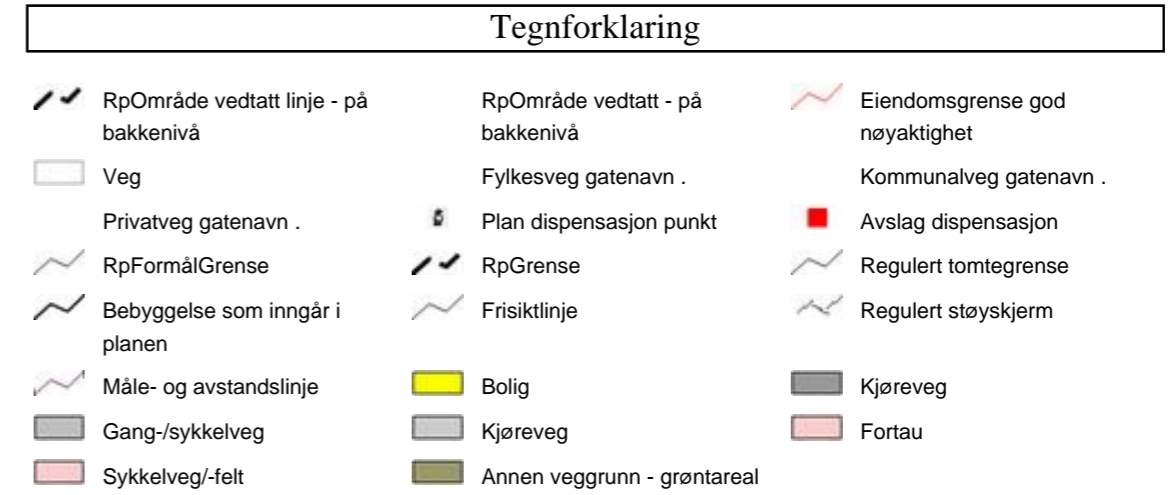 Tegnforklaring
RpOmråde vedtatt linje - på
bakkenivå
RpOmråde vedtatt - på
bakkenivå
Eiendomsgrense god
nøyaktighet
Veg
Fylkesveg gatenavn .
Kommunalveg gatenavn .
Privatveg gatenavn .
Plan dispensasjon punkt
Avslag dispensasjon
RpFormålGrense
RpGrense
Regulert tomtegrense
Bebyggelse som inngår i
planen
Frisiktlinje
Regulert støyskjerm
Måle- og avstandslinje
Bolig
Kjøreveg
Gang-/sykkelveg
Kjøreveg
Fortau
Sykkelveg/-felt
Annen veggrunn - grøntareal